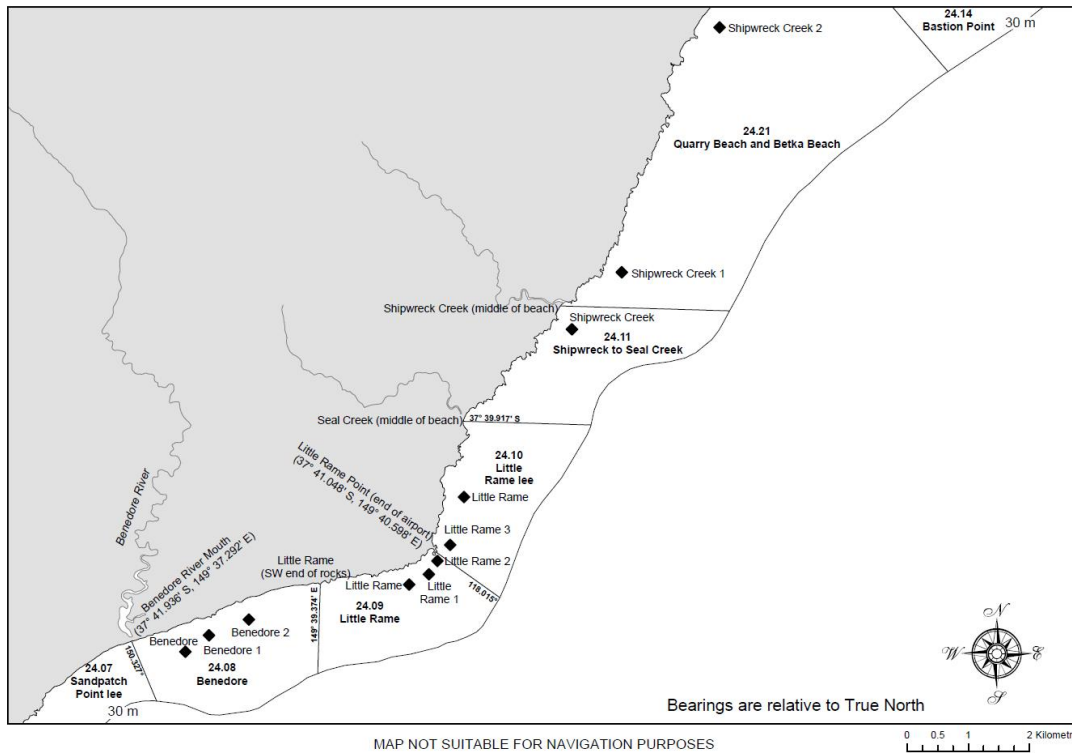 24.14
Bastion Point
30 m
Shipwreck Creek 2
24.21
Quarry Beach and Betka Beach
Shipwreck Creek 1
Shipwreck Creek (middle of beach)
Shipwreck Creek
24.11
Shipwreck to Seal Creek
Seal Creek (middle of beach)
37° 39.917' S
24.10
Little
Rame lee
Little Rame Point (end of airport)
(37° 41.048' S, 149° 40.598' E)
Little Rame
Little Rame 3
Little Rame 2
Little Rame
(SW end of rocks)
Little Rame
Little
Rame 1
118.015°
24.09
Little Rame
149° 39.374' E
Benedore River
Benedore River Mouth
(37° 41.936' S, 149° 37.292' E)
Benedore 2
Benedore
Benedore 1
24.08
Benedore
150.327°
24.07
Sandpatch
Point lee
30 m
N
W
E
S
Bearings are relative to True North
MAP NOT SUITABLE FOR NAVIGATION PURPOSES
0 0.5 1 2 Kilometr